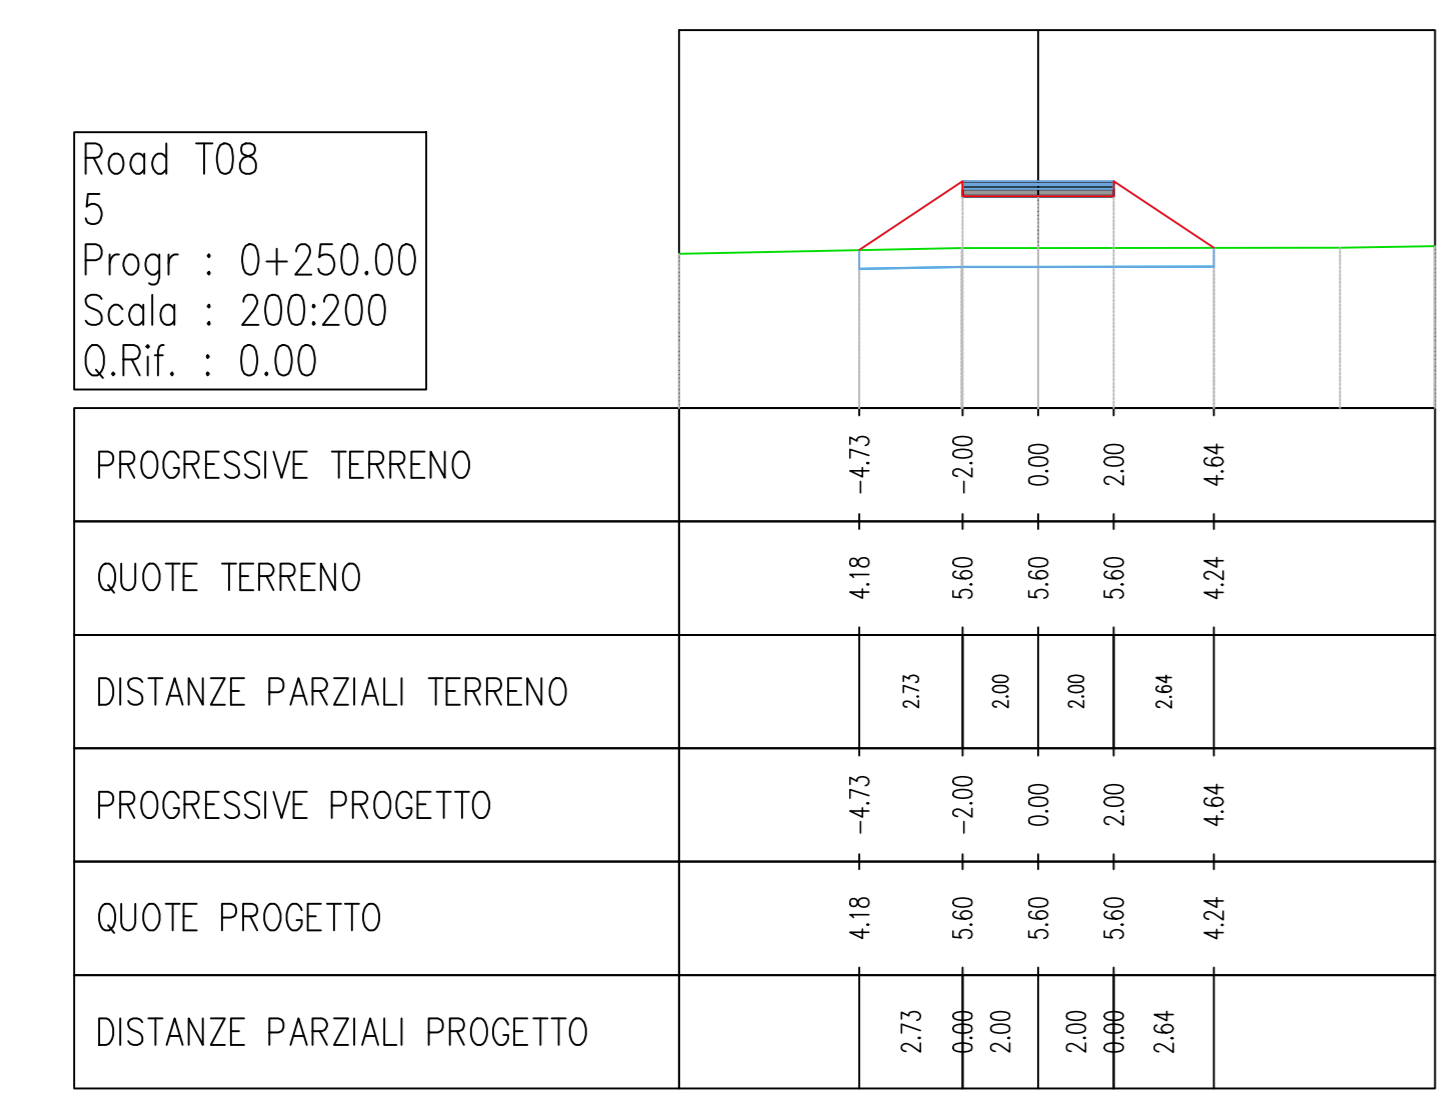 Road T08
5
Progr : 0+250.00
Scala : 200:200
Q.Rif. : 0.00
PROGRESSIVE TERRENO -4.73 -2.00 0.00 2.00 4.64
QUOTE TERRENO 4.18 5.60 5.60 5.60 4.24
DISTANZE PARZIALI TERRENO 2.73 2.00 2.00 2.64
PROGRESSIVE PROGETTO -4.73 -2.00 0.00 2.00 4.64
QUOTE PROGETTO 4.18 5.60 5.60 5.60 4.24
DISTANZE PARZIALI PROGETTO 2.73 0.00 2.00 2.00 0.00 2.64